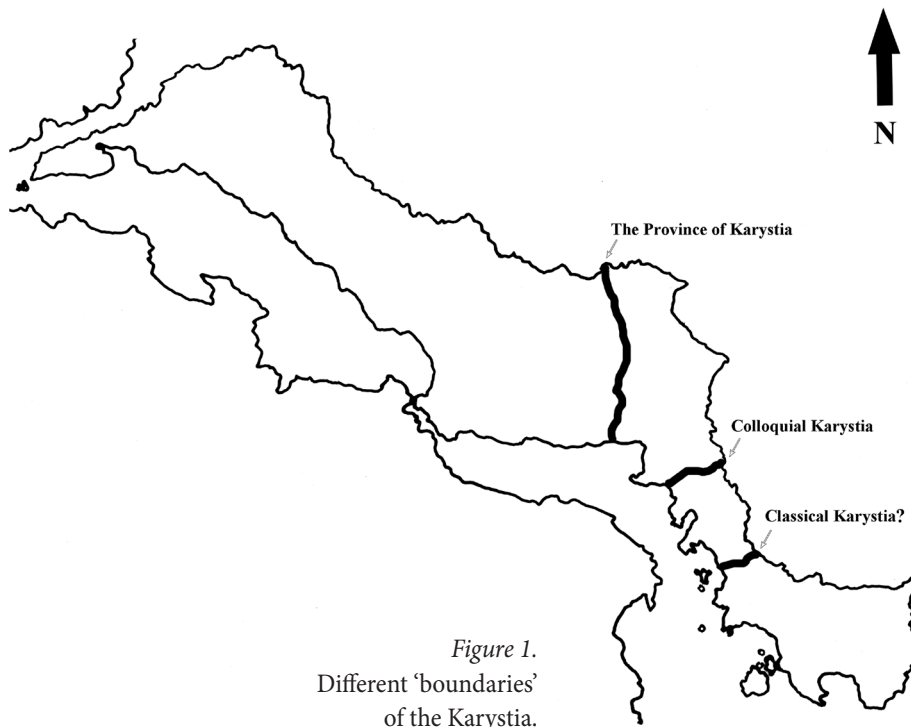 N
The Province of Karystia
Colloquial Karystia
Classical Karystia?
Figure 1.
Different ‘boundaries’
of the Karystia.